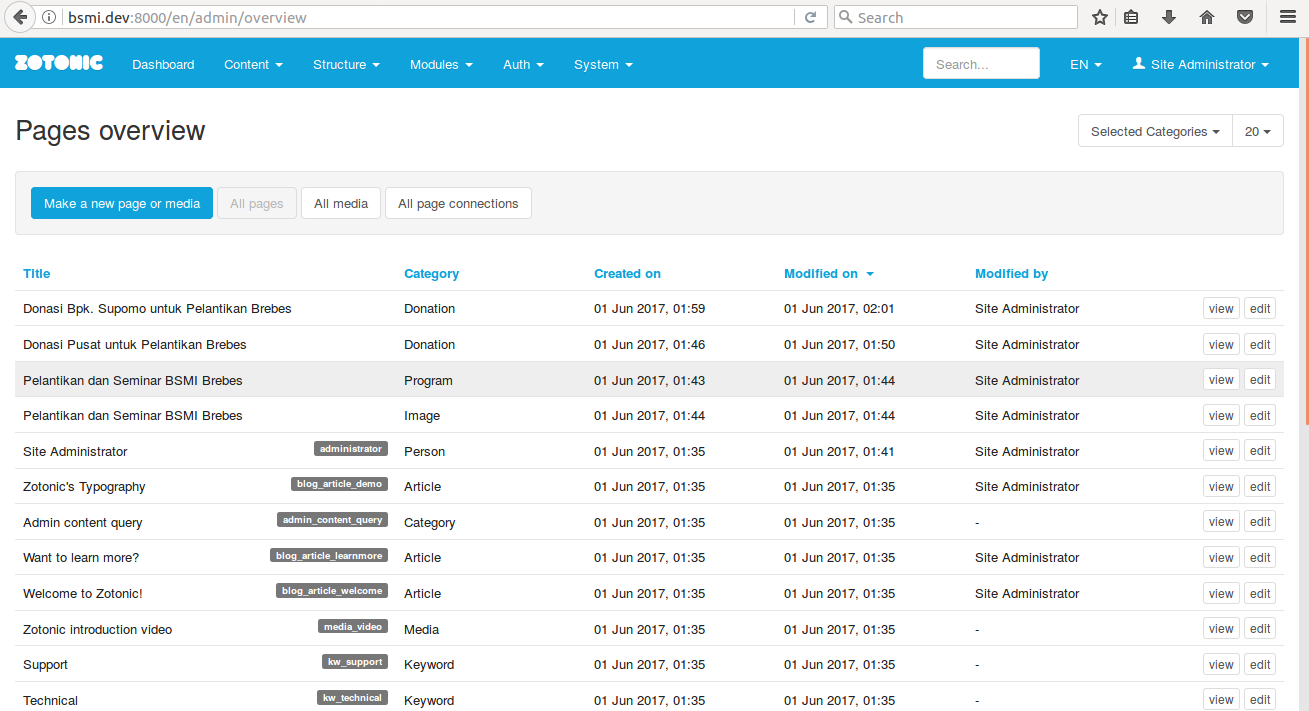 bsmi.dev:8000/en/admin/overview Search
ZOTONIC Dashboard Content Structure Modules Auth System Search... EN Site Administrator
Pages overview Selected Categories 20
Make a new page or media All pages All media All page connections
Title Category Created on Modified on Modified by
Donasi Bpk. Supomo untuk Pelantikan Brebes Donation 01 Jun 2017, 01:59 01 Jun 2017, 02:01 Site Administrator view edit
Donasi Pusat untuk Pelantikan Brebes Donation 01 Jun 2017, 01:46 01 Jun 2017, 01:50 Site Administrator view edit
Pelantikan dan Seminar BSMI Brebes Program 01 Jun 2017, 01:43 01 Jun 2017, 01:44 Site Administrator view edit
Pelantikan dan Seminar BSMI Brebes Image 01 Jun 2017, 01:44 01 Jun 2017, 01:44 Site Administrator view edit
Site Administrator administrator Person 01 Jun 2017, 01:35 01 Jun 2017, 01:41 Site Administrator view edit
Zotonic's Typography blog_article_demo Article 01 Jun 2017, 01:35 01 Jun 2017, 01:35 Site Administrator view edit
Admin content query admin_content_query Category 01 Jun 2017, 01:35 01 Jun 2017, 01:35 - view edit
Want to learn more? blog_article_learnmore Article 01 Jun 2017, 01:35 01 Jun 2017, 01:35 Site Administrator view edit
Welcome to Zotonic! blog_article_welcome Article 01 Jun 2017, 01:35 01 Jun 2017, 01:35 Site Administrator view edit
Zotonic introduction video media_video Media 01 Jun 2017, 01:35 01 Jun 2017, 01:35 - view edit
Support kw_support Keyword 01 Jun 2017, 01:35 01 Jun 2017, 01:35 - view edit
Technical kw_technical Keyword 01 Jun 2017, 01:35 01 Jun 2017, 01:35 - view edit